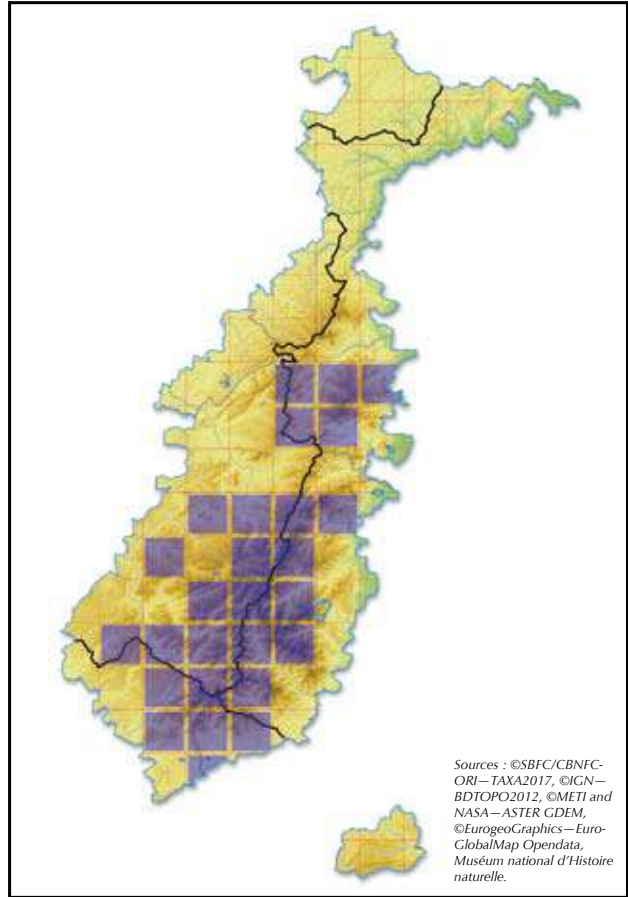 Sources : ©SBFC/CBNFC-
ORI—TAXA2017, ©IGN—
BDTOPO2012, ©METI and
NASA—ASTER GDEM,
©EurogeoGraphics—Euro-
GlobalMap Opendata,
Muséum national d’Histoire
naturelle.